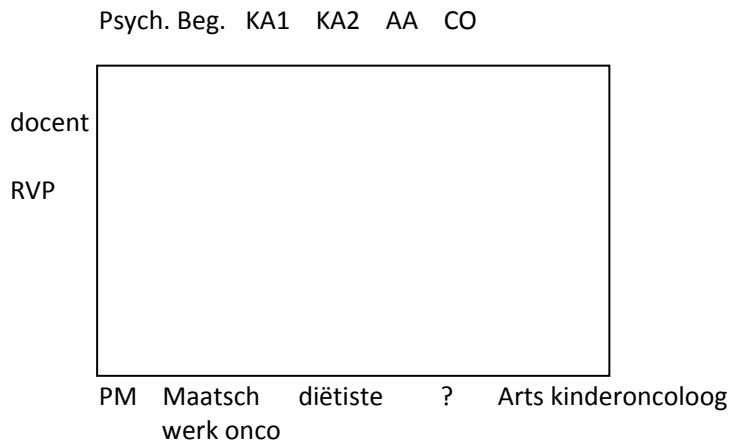 Psych. Beg. KA1 KA2 AA CO
docent
RVP
PM Maatsch diëtiste ? Arts kinderoncoloog
werk onco